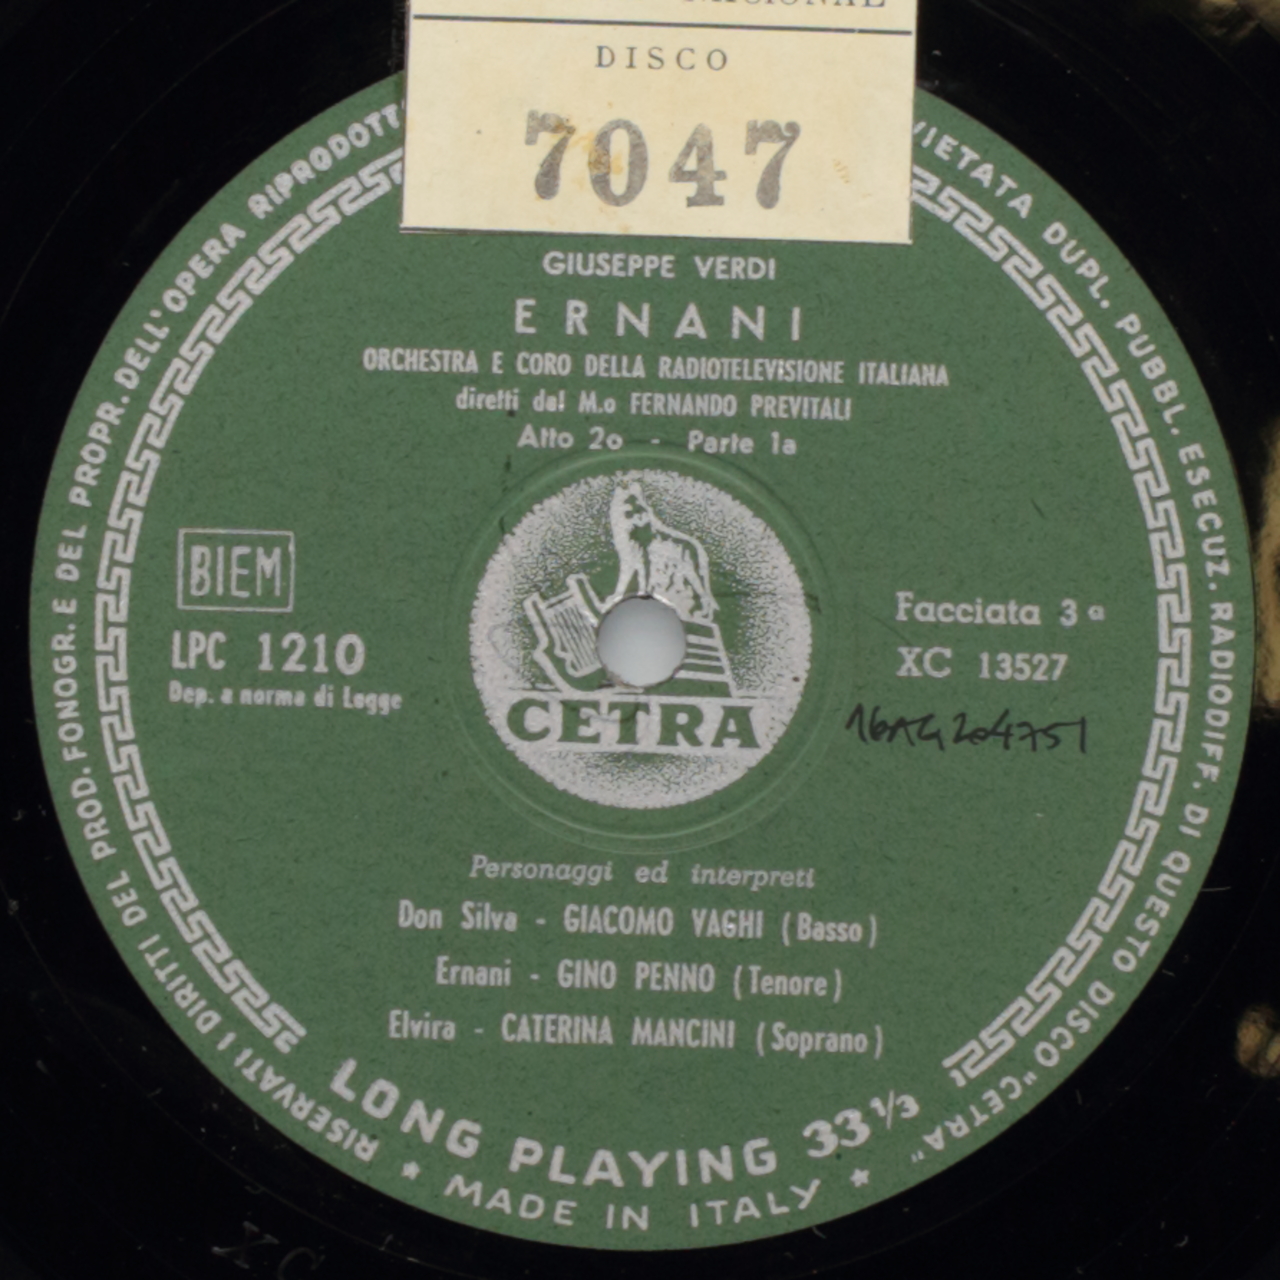 NACIONAL
DISCO
7047
GIUSEPPE VERDI
ERNANI
ORCHESTRA E CORO DELLA RADIOTELEVISIONE ITALIANA
diretti dal M.o FERNANDO PREVITALI
Atto 2o - Parte 1a
BIEM
LPC 1210
Dep. a norma di Legge
Facciata 3a
XC 13527
CETRA
Personaggi ed interpreti
Don Silva - GIACOMO VAGHI (Basso)
Ernani - GINO PENNO (Tenore)
Elvira - CATERINA MANCINI (Soprano)
LONG PLAYING 33 1/3
★ MADE IN ITALY ★
RISERVATI I DIRITTI DEL PROD. FONOGR. E DEL PROPR. DELL'OPERA RIPRODOTT
VIETATA DUPL. PUBBL. ESECUZ. RADIODIFF. DI QUESTO DISCO "CETRA"
XC